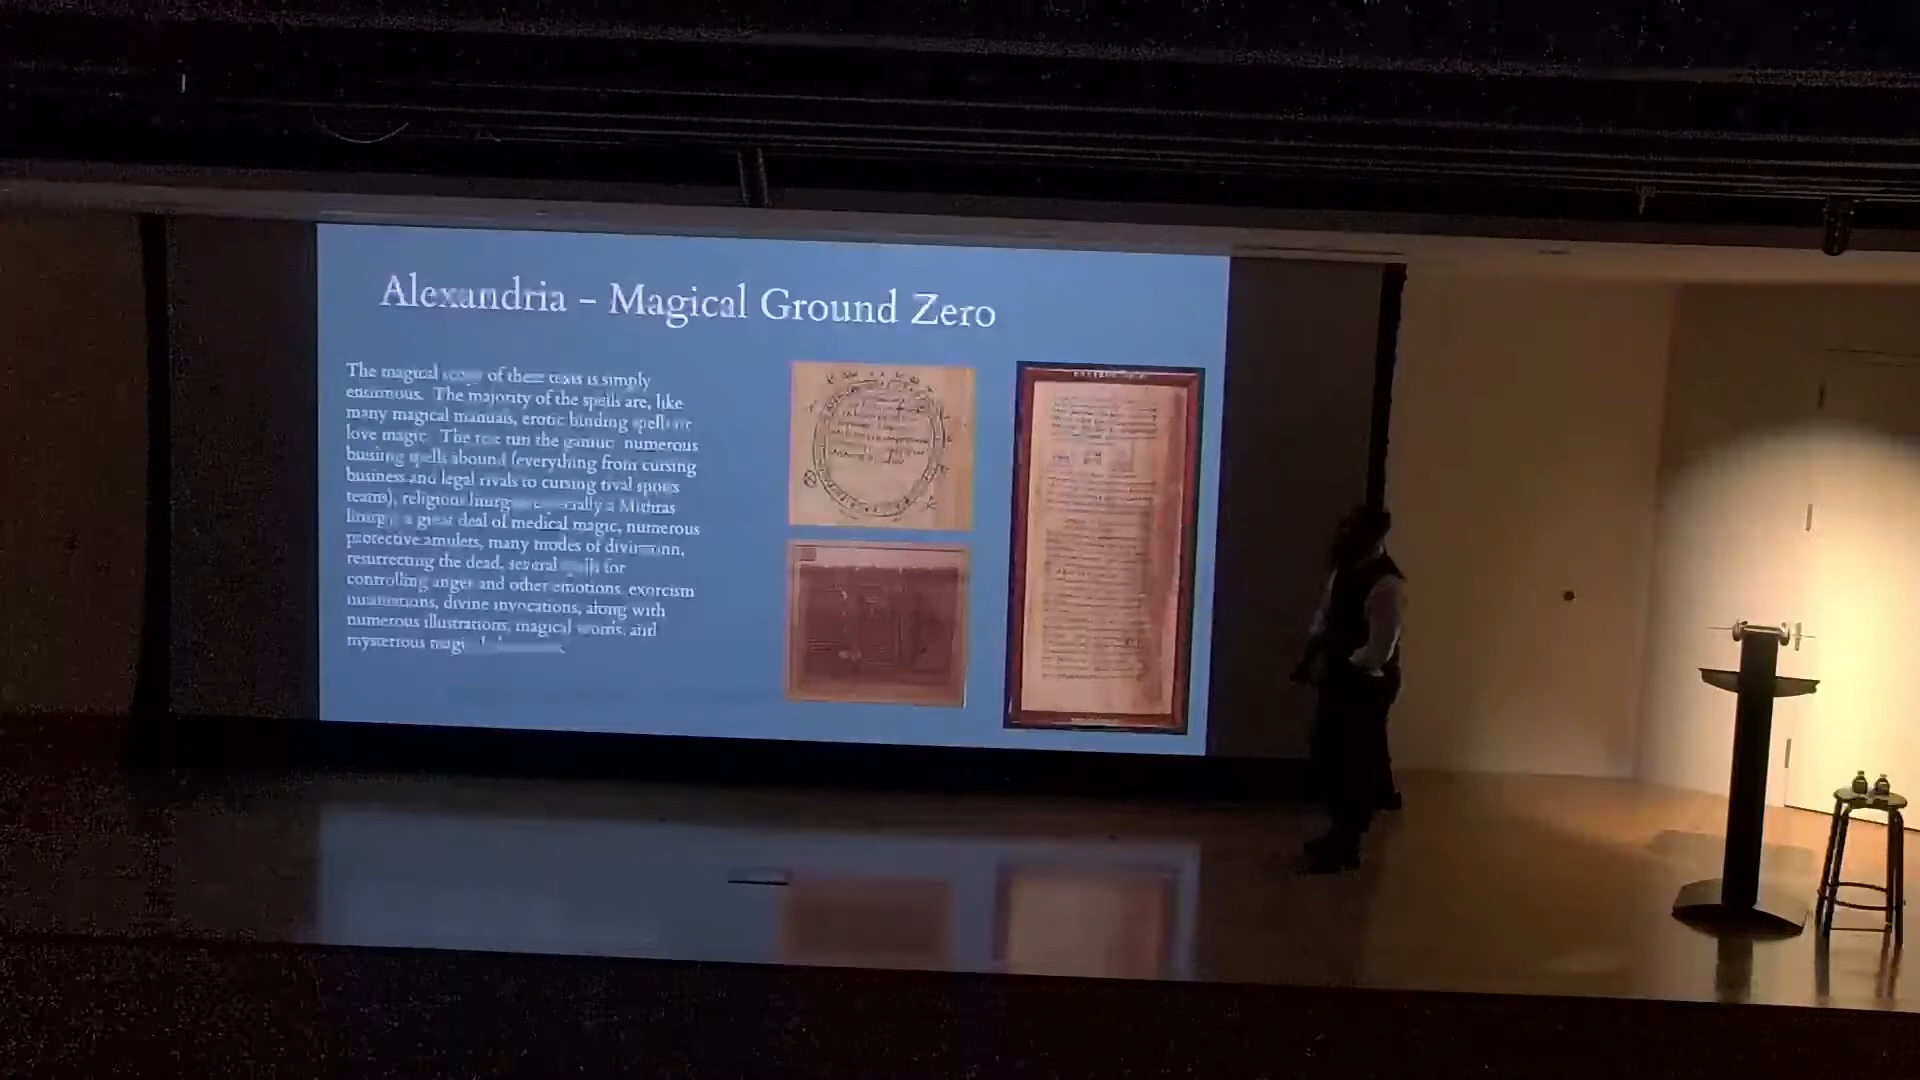 Alexandria – Magical Ground Zero
The magical of these texts is simply
enormous. The majority of the spells are, like
many magical manuals, erotic binding spells or
love magic. The run the gamut numerous
spells abound (everything from cursing
business and legal rivals to cursing rival sports
teams), religious a Mithras
a great deal of medical magic, numerous
protective amulets, many modes of divination,
resurrecting the dead, several for
controlling anger and other emotions, exorcism
divine invocations, along with
numerous illustrations, magical words, and
mysterious